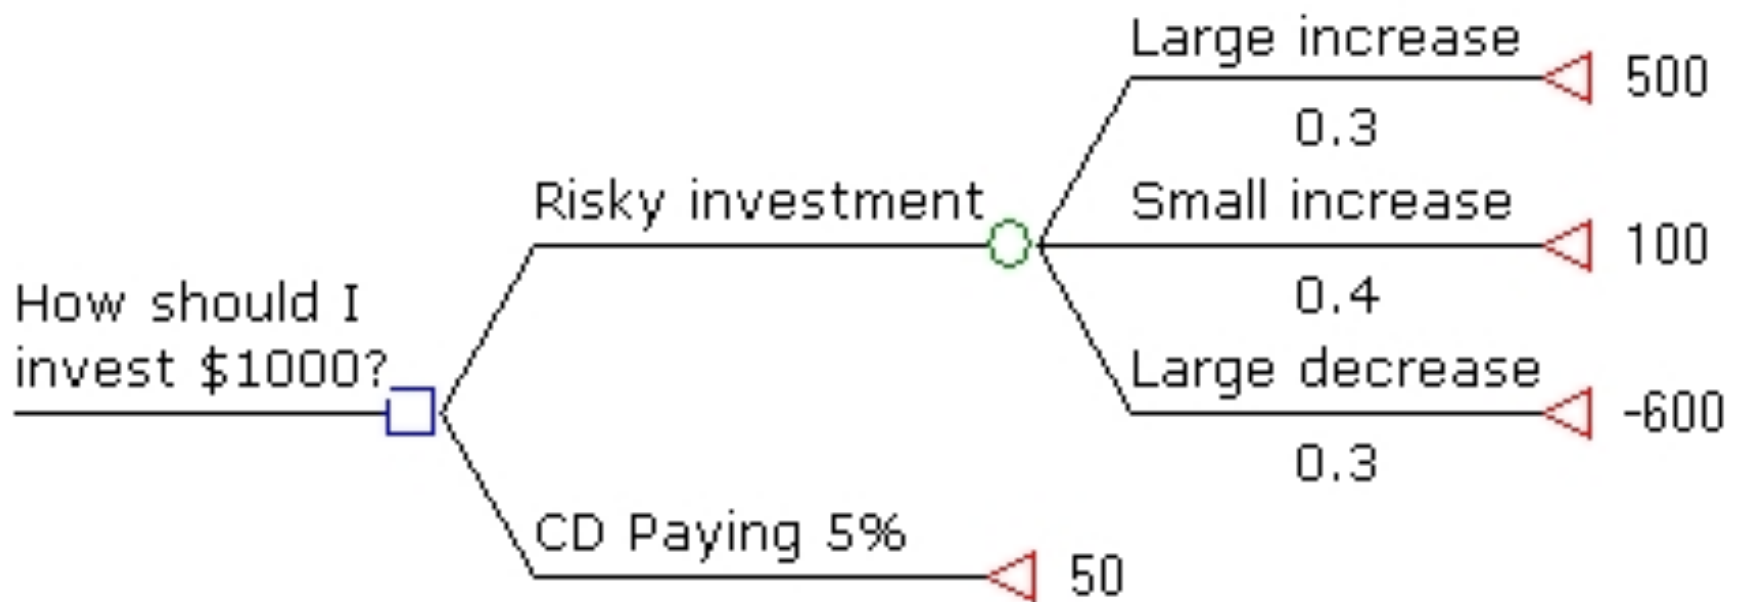 Large increase
500
0.3
Risky investment
Small increase
100
0.4
How should I
invest $1000?
Large decrease
-600
0.3
CD Paying 5%
50